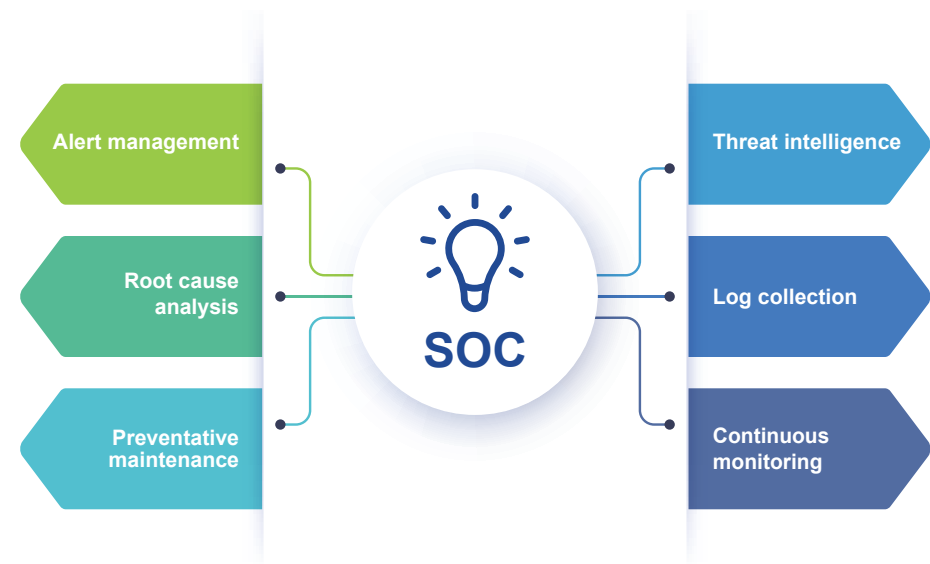 Alert management
Root cause
analysis
Preventative
maintenance
SOC
Threat intelligence
Log collection
Continuous
monitoring